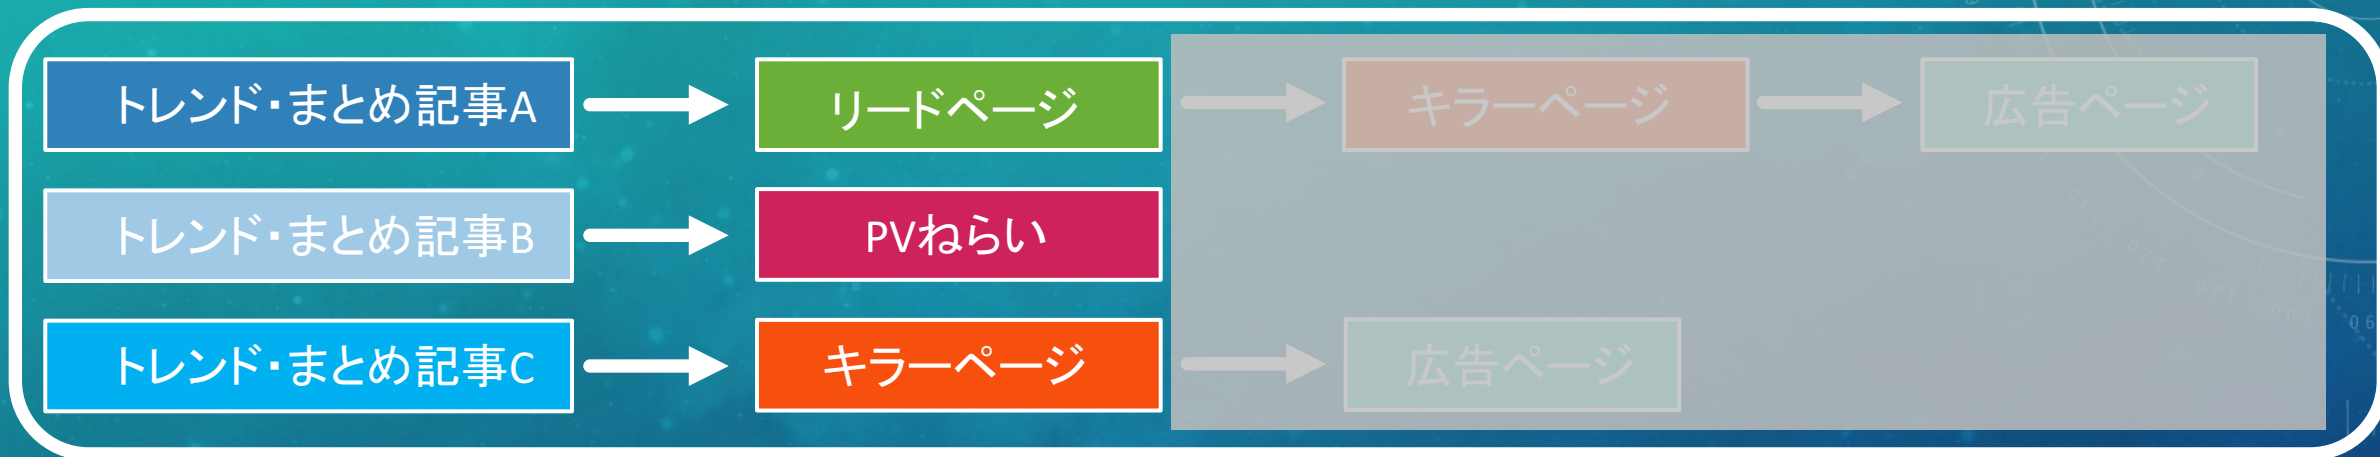 トレンド・まとめ記事A
リードページ
キラーページ
広告ページ
トレンド・まとめ記事B
PVねらい
トレンド・まとめ記事C
キラーページ
広告ページ